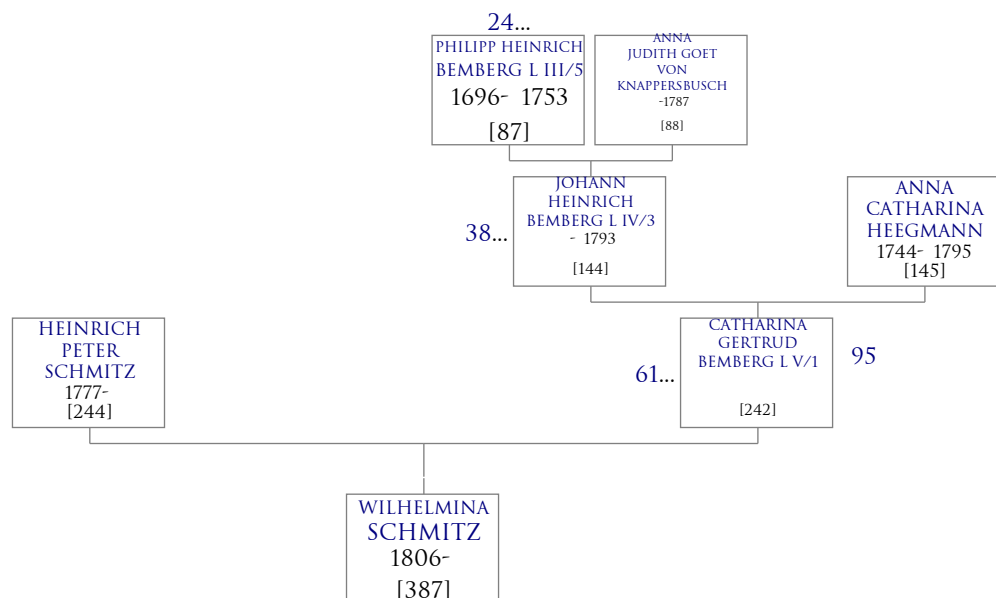 24...
PHILIPP HEINRICH
BEMBERG L III/5
1696- 1753
[87]
ANNA
JUDITH GOET
VON
KNAPPERSBUSCH
-1787
[88]
38...
JOHANN
HEINRICH
BEMBERG L IV/3
- 1793
[144]
ANNA
CATHARINA
HEEGMANN
1744- 1795
[145]
HEINRICH
PETER
SCHMITZ
1777-
[244]
61...
CATHARINA
GERTRUD
BEMBERG L V/1
[242]
95
WILHELMINA
SCHMITZ
1806-
[387]